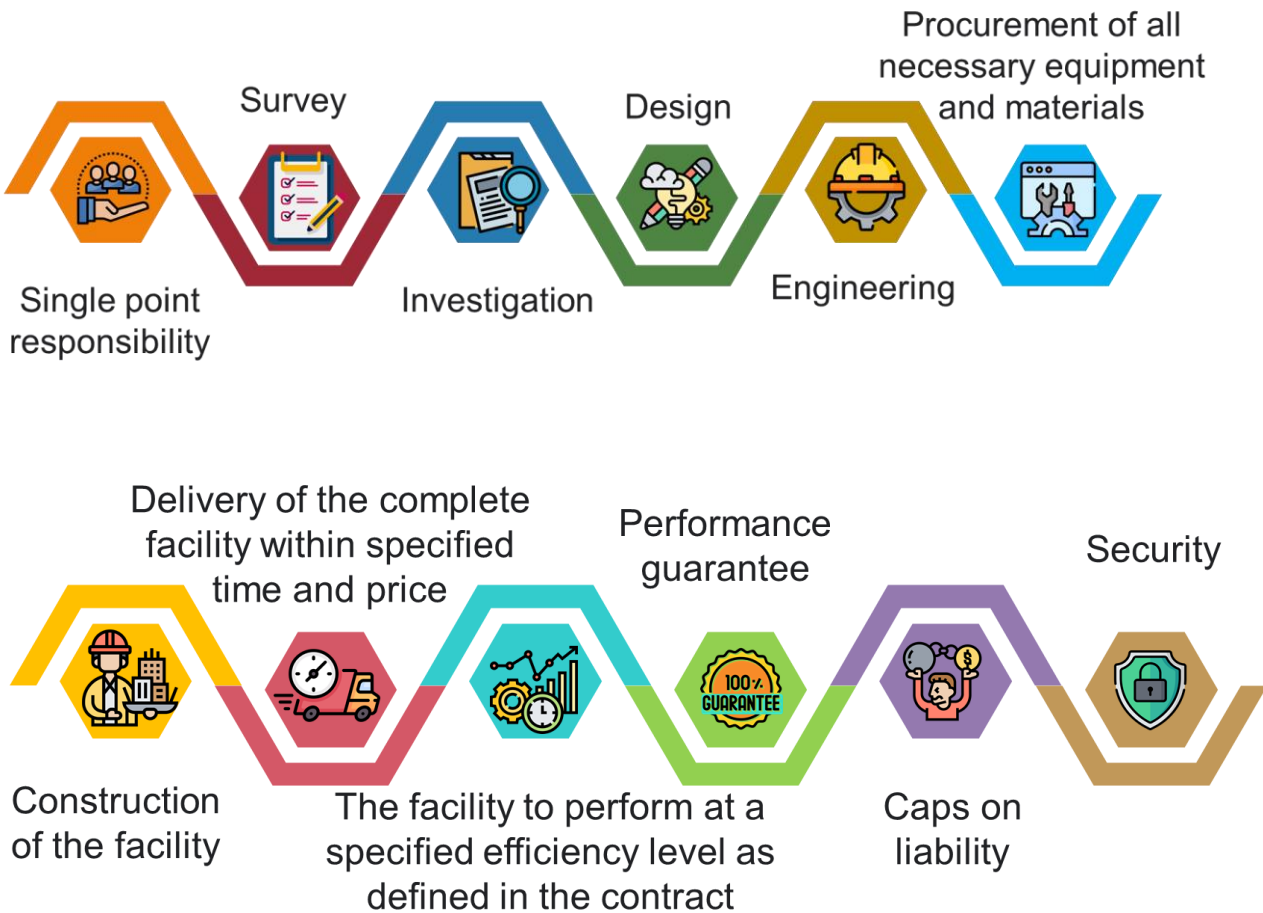 Single point
responsibility
Survey
Investigation
Design
Engineering
Procurement of all
necessary equipment
and materials
Construction
of the facility
Delivery of the complete
facility within specified
time and price
The facility to perform at a
specified efficiency level as
defined in the contract
Performance
guarantee
100%
GUARANTEE
Caps on
liability
$
Security